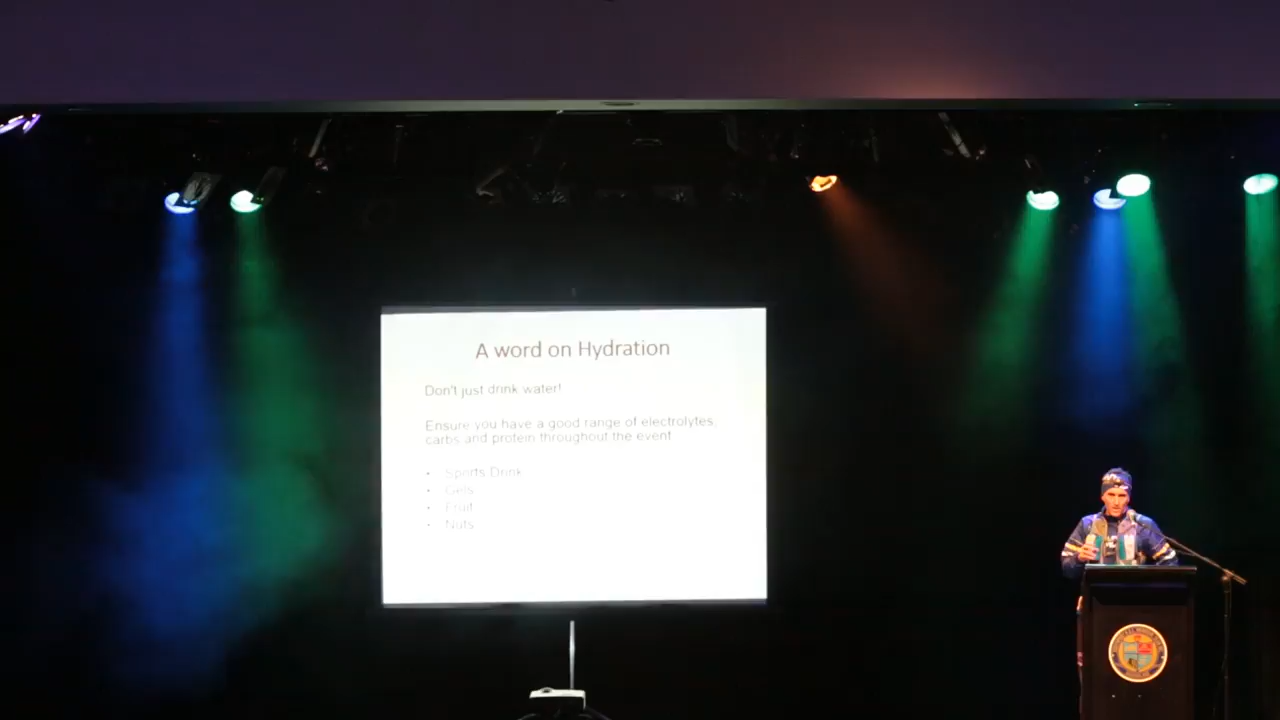 A word on Hydration
Don't just drink water!
Ensure you have a good range of electrolytes,
carbs and protein throughout the event
• Sports Drink
• Gels
• Fruit
• Nuts